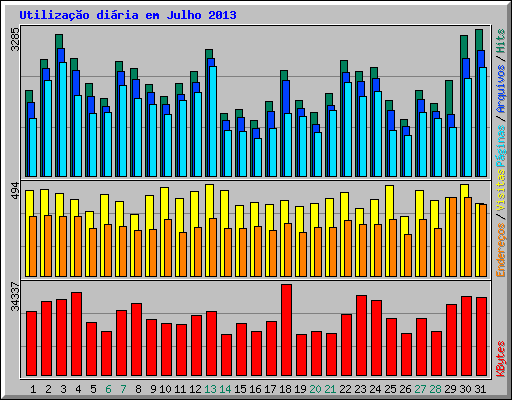 Utilização diária em Julho 2013
3285
494
34337
Endereços / Visitas Páginas / Arquivos / Hits
KBytes
1 2 3 4 5 6 7 8 9 10 11 12 13 14 15 16 17 18 19 20 21 22 23 24 25 26 27 28 29 30 31